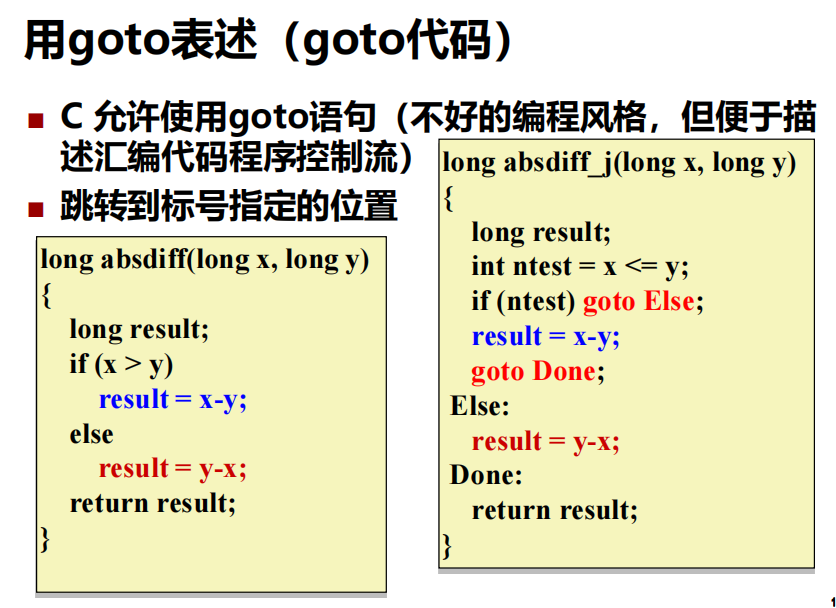 用goto表述（goto代码）
C 允许使用goto语句（不好的编程风格，但便于描
述汇编代码程序控制流）
跳转到标号指定的位置
long absdiff(long x, long y)
{
long result;
if (x > y)
result = x-y;
else
result = y-x;
return result;
}
long absdiff_j(long x, long y)
{
long result;
int ntest = x <= y;
if (ntest) goto Else;
result = x-y;
goto Done;
Else:
result = y-x;
Done:
return result;
}